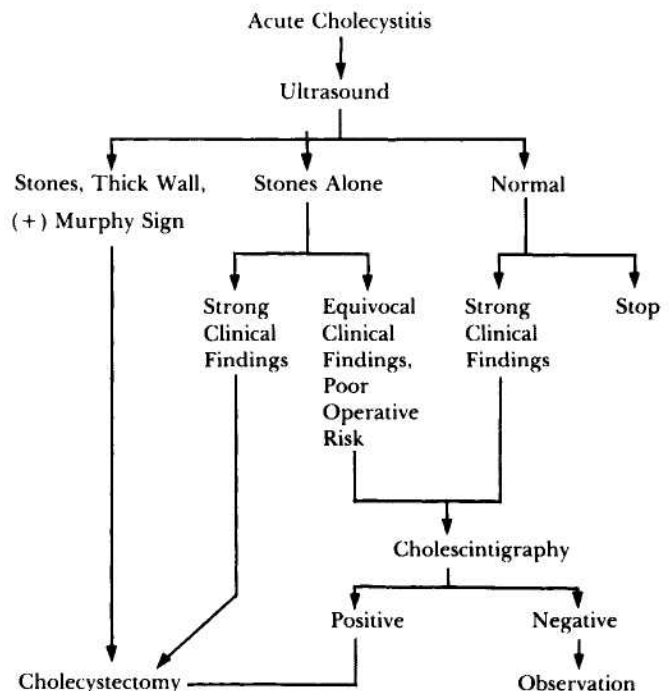 Acute Cholecystitis
Ultrasound
Stones, Thick Wall,
(+) Murphy Sign
Stones Alone
Normal
Strong
Clinical
Findings
Equivocal
Clinical
Findings,
Poor
Operative
Risk
Strong
Clinical
Findings
Stop
Cholescintigraphy
Positive
Negative
Cholecystectomy
Observation